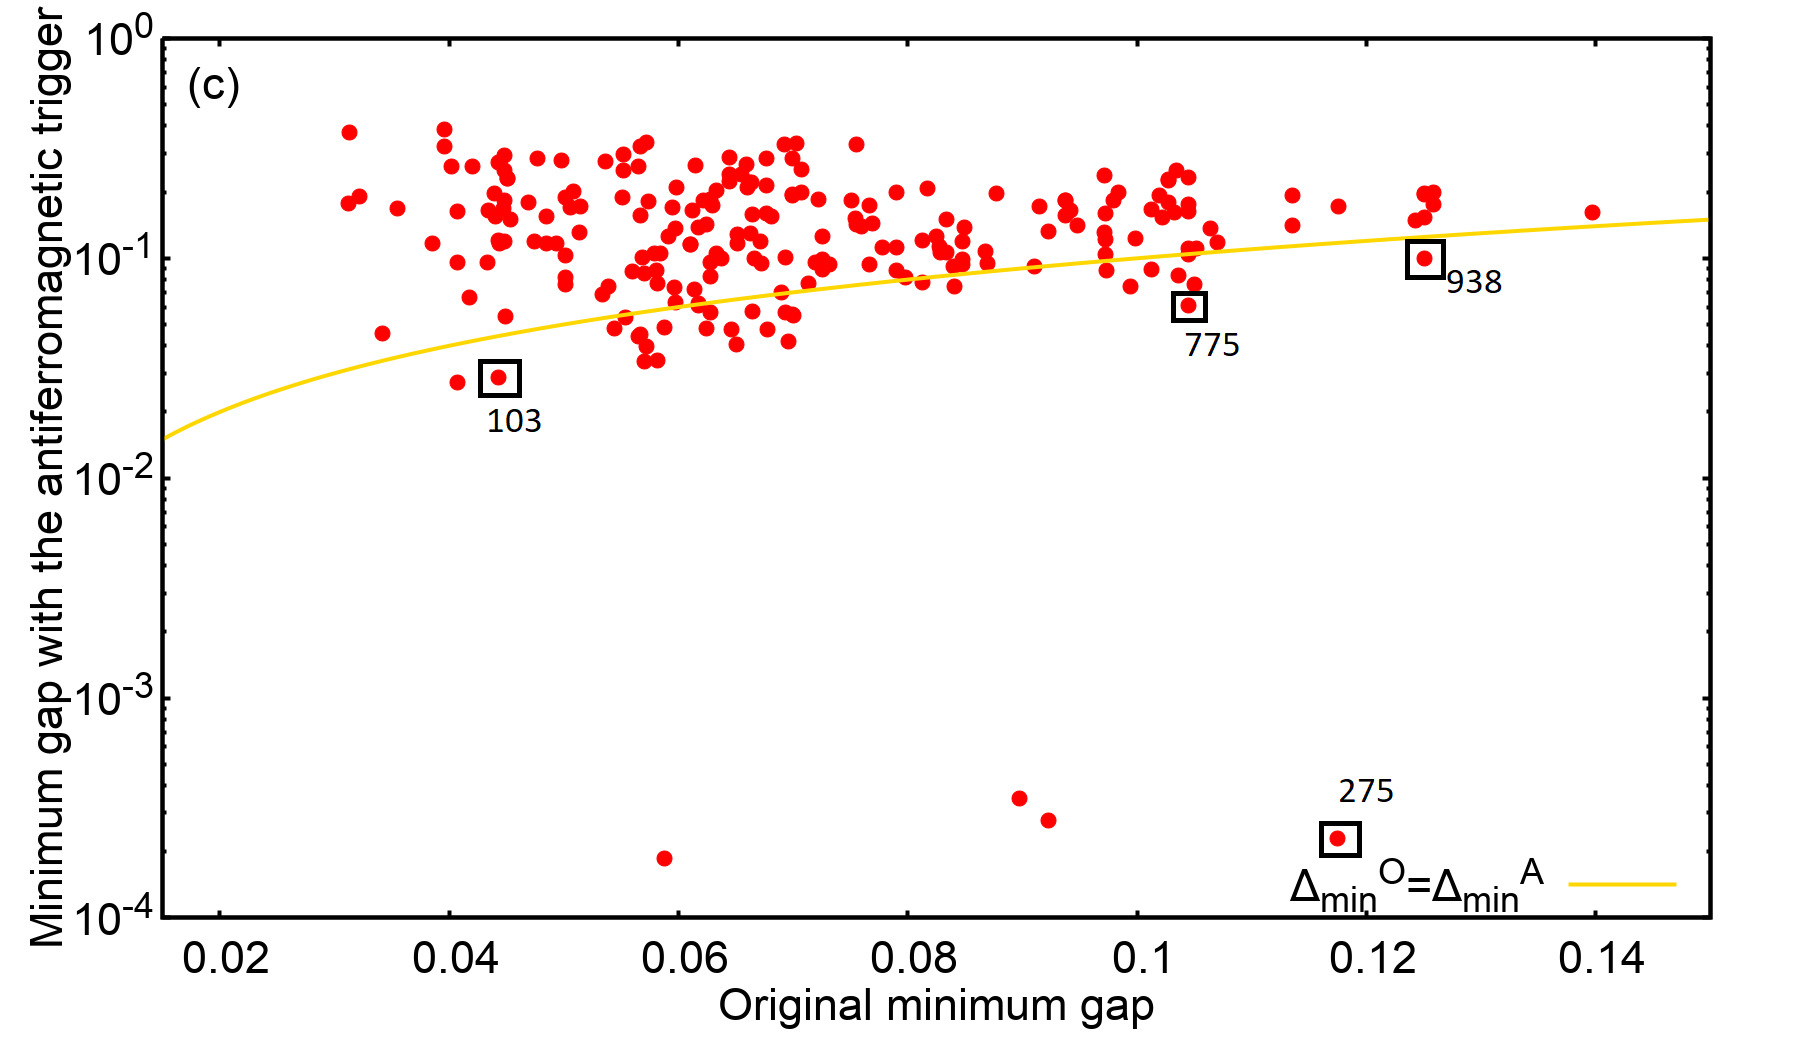 Minimum gap with the antiferromagnetic trigger
10^0
10^-1
10^-2
10^-3
10^-4
(c)
938
775
103
275
Δ_min^O=Δ_min^A
0.02 0.04 0.06 0.08 0.1 0.12 0.14
Original minimum gap